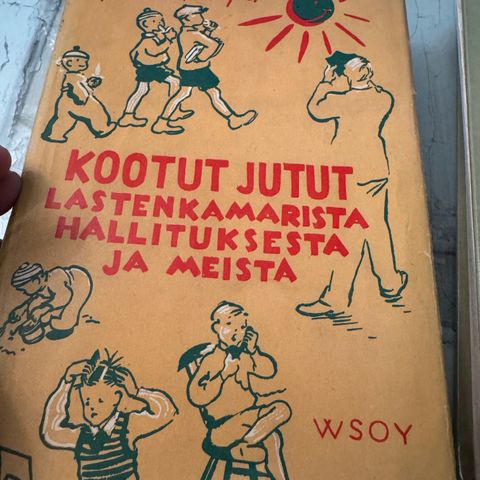 KOOTUT JUTUT
LASTENKAMARISTA
HALLITUKSESTA
JA MEISTA
WSOY